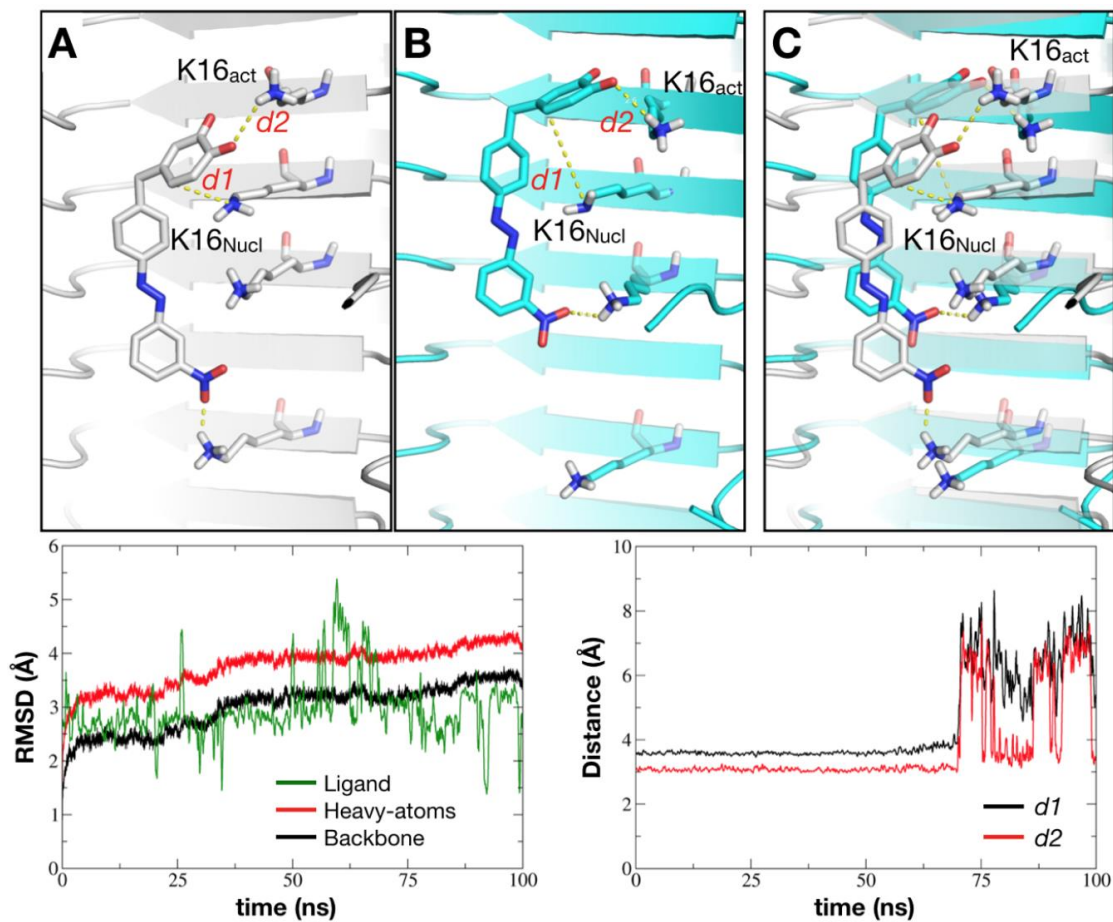 A
K16act
d2
d1
K16Nucl
B
K16act
d2
d1
K16Nucl
C
K16act
K16Nucl
6
5
4
3
2
1
0
RMSD (Å)
Ligand
Heavy-atoms
Backbone
0 25 50 75 100
time (ns)
10
8
6
4
2
0
Distance (Å)
d1
d2
0 25 50 75 100
time (ns)